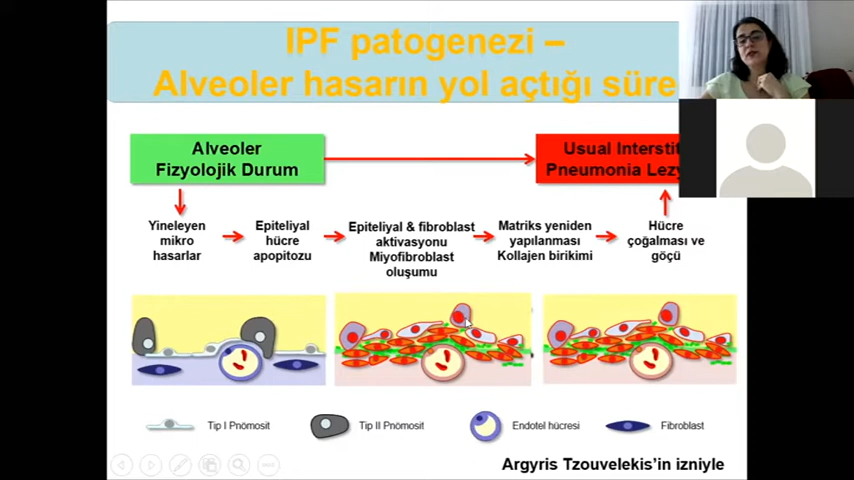 IPF patogenezi –
Alveoler hasarın yol açtığı süre
Alveoler
Fizyolojik Durum
Usual Interstit
Pneumonia Lezy
Yineleyen
mikro
hasarlar
Epiteliyal
hücre
apopitozu
Epiteliyal & fibroblast
aktivasyonu
Miyofibroblast
oluşumu
Matriks yeniden
yapılanması
Kollajen birikimi
Hücre
çoğalması ve
göçü
Tip I Pnömosit
Tip II Pnömosit
Endotel hücresi
Fibroblast
Argyris Tzouvelekis'in izniyle